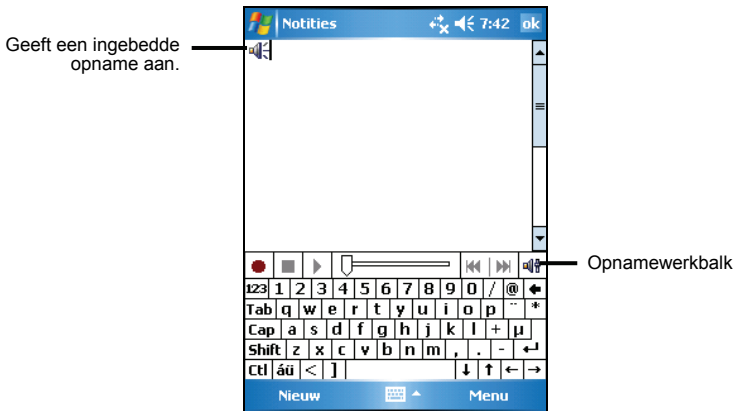 Notities 7:42 ok
Geeft een ingebedde
opname aan.
Opnamewerkbalk
123 1 2 3 4 5 6 7 8 9 0 / @ ←
Tab q w e r t y u i o p ¨ *
Cap a s d f g h j k l + µ
Shift z x c v b n m , . - ↵
Ctl áü < ] ↓ ↑ ← →
Nieuw Menu